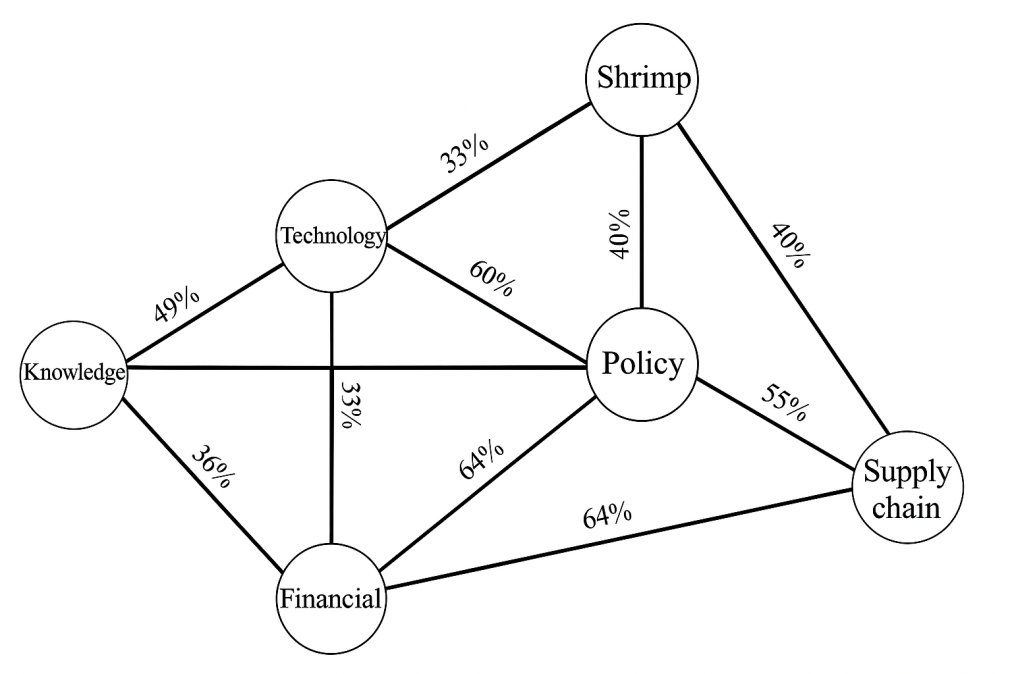 Shrimp
33%
Technology
40%
40%
60%
49%
Knowledge
Policy
33%
55%
36%
64%
Supply
chain
64%
Financial